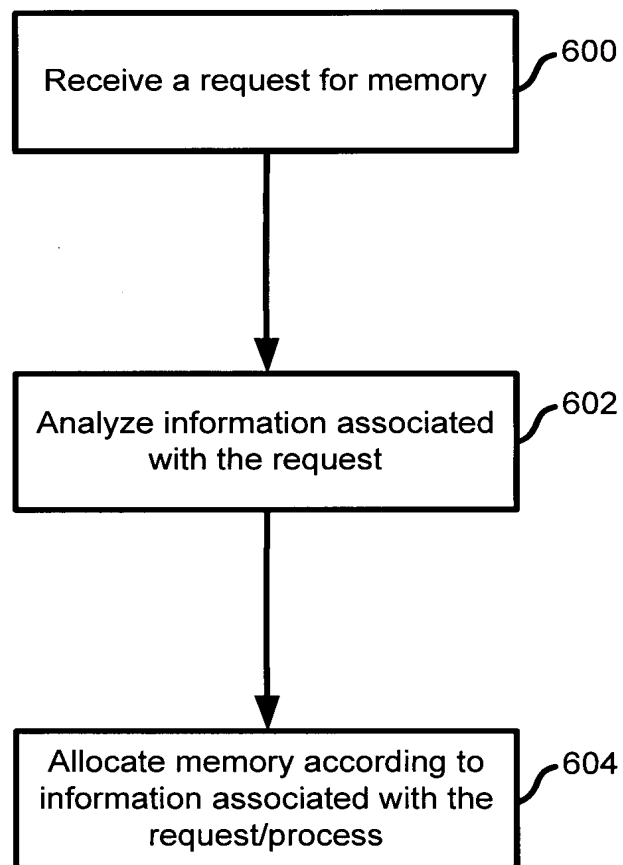 Receive a request for memory
600
Analyze information associated
with the request
602
Allocate memory according to
information associated with the
request/process
604